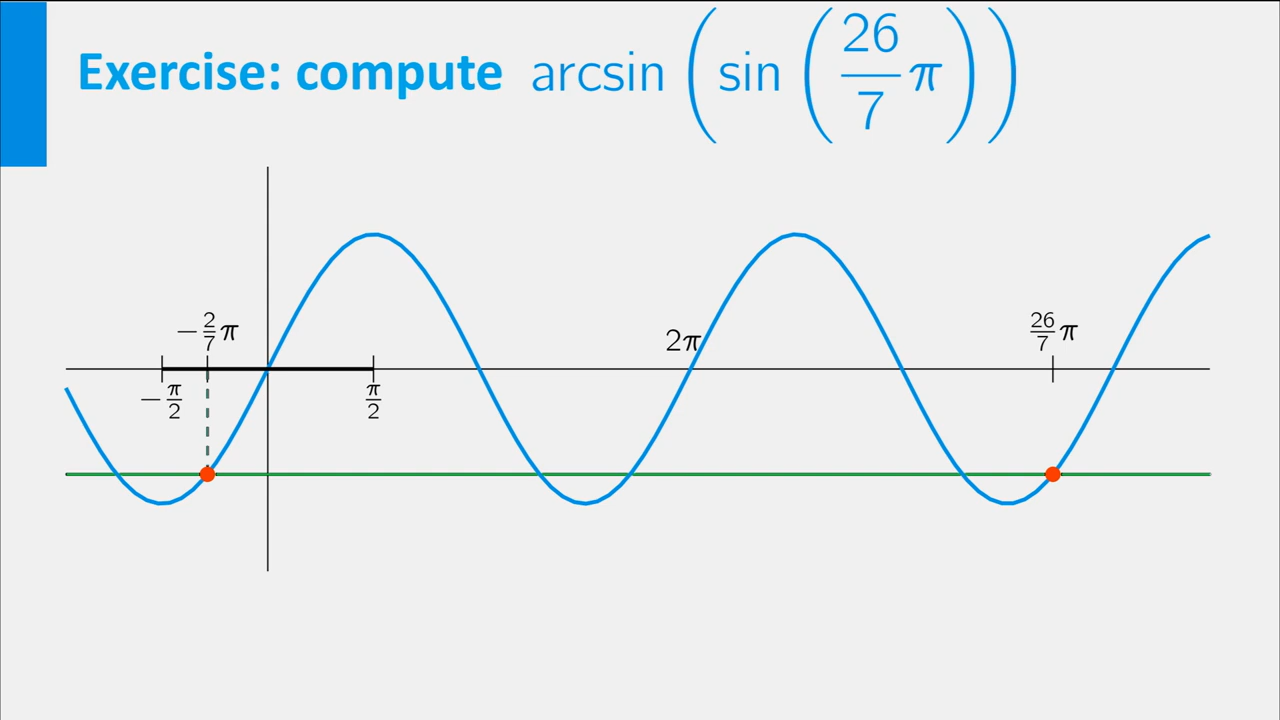 Exercise: compute arcsin(sin(26/7 π))
−2/7 π
2π
26/7 π
−π/2
π/2